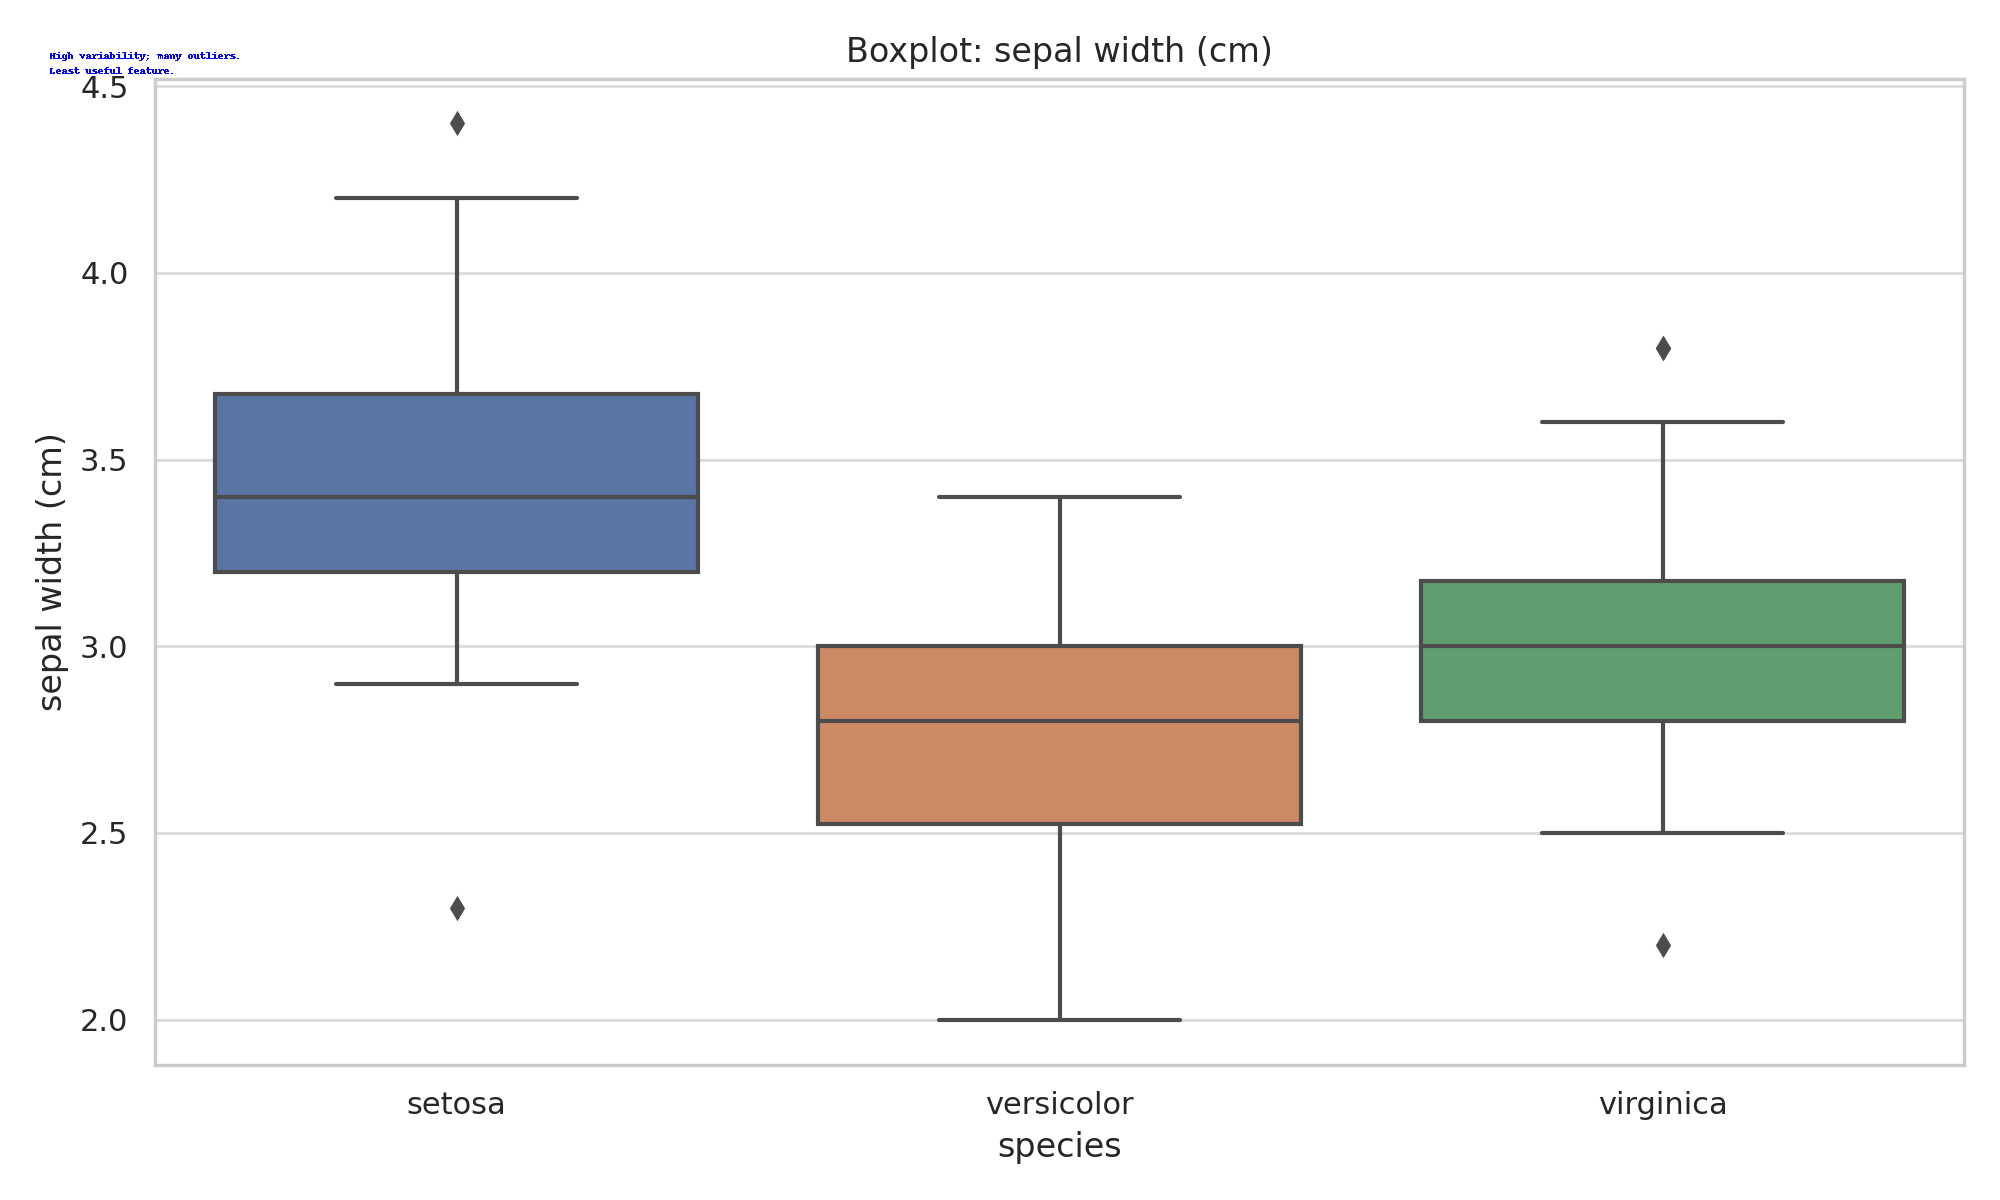 High variability; many outliers.
Least useful feature.
Boxplot: sepal width (cm)
sepal width (cm)
4.5
4.0
3.5
3.0
2.5
2.0
setosa versicolor virginica
species